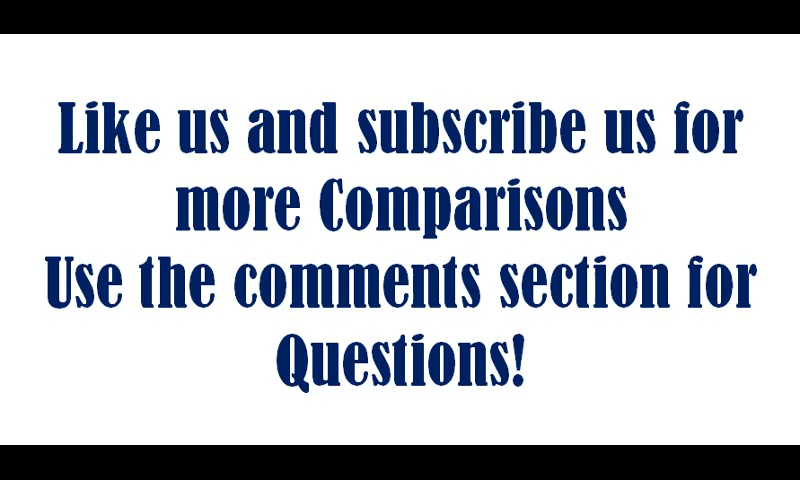 Like us and subscribe us for
more Comparisons
Use the comments section for
Questions!